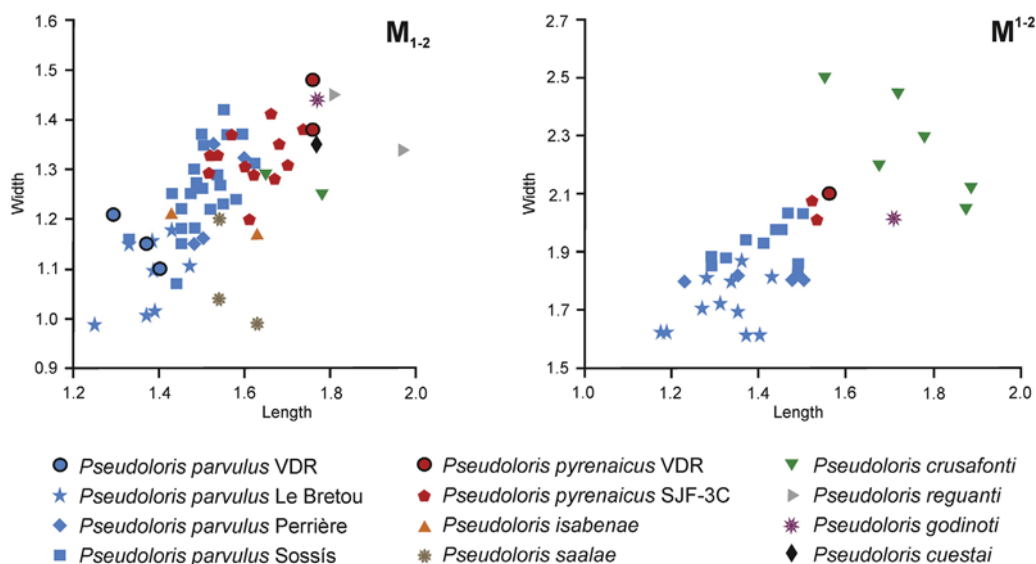 M1-2
1.6
1.5
1.4
1.3
1.2
1.1
1.0
0.9
Width
1.2
1.4
1.6
1.8
2.0
Length
M1-2
2.7
2.5
2.3
2.1
1.9
1.7
1.5
Width
1.0
1.2
1.4
1.6
1.8
2.0
Length
Pseudoloris parvulus VDR
Pseudoloris parvulus Le Bretou
Pseudoloris parvulus Perrière
Pseudoloris parvulus Sossís
Pseudoloris pyrenaicus VDR
Pseudoloris pyrenaicus SJF-3C
Pseudoloris isabenae
Pseudoloris saalae
Pseudoloris crusafonti
Pseudoloris reguanti
Pseudoloris godinoti
Pseudoloris cuestai